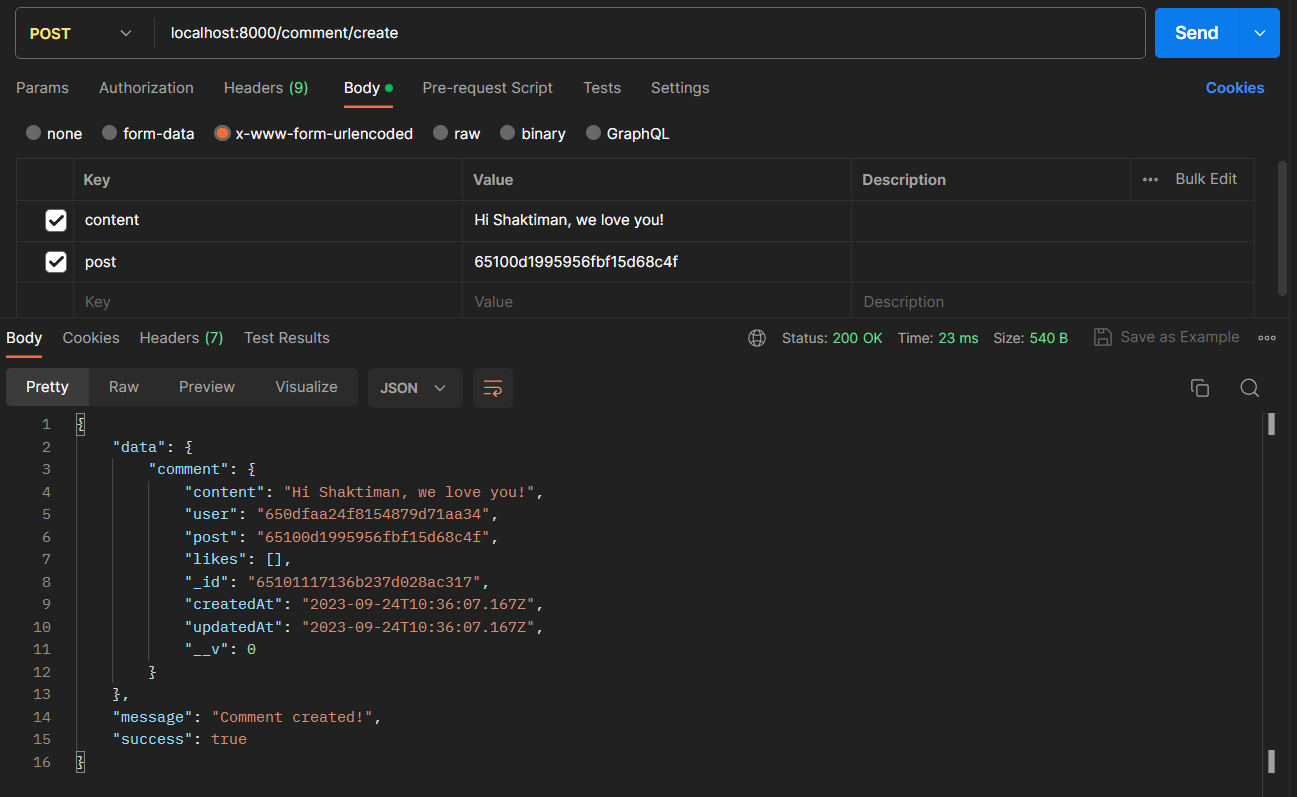 POST localhost:8000/comment/create Send
Params Authorization Headers (9) Body Pre-request Script Tests Settings Cookies
none form-data x-www-form-urlencoded raw binary GraphQL
Key Value Description Bulk Edit
content Hi Shaktiman, we love you!
post 65100d1995956fbf15d68c4f
Key Value Description
Body Cookies Headers (7) Test Results Status: 200 OK Time: 23 ms Size: 540 B Save as Example
Pretty Raw Preview Visualize JSON
1 {
2 "data": {
3 "comment": {
4 "content": "Hi Shaktiman, we love you!",
5 "user": "650dfaa24f8154879d71aa34",
6 "post": "65100d1995956fbf15d68c4f",
7 "likes": [],
8 "_id": "65101117136b237d028ac317",
9 "createdAt": "2023-09-24T10:36:07.167Z",
10 "updatedAt": "2023-09-24T10:36:07.167Z",
11 "__v": 0
12 }
13 },
14 "message": "Comment created!",
15 "success": true
16 }